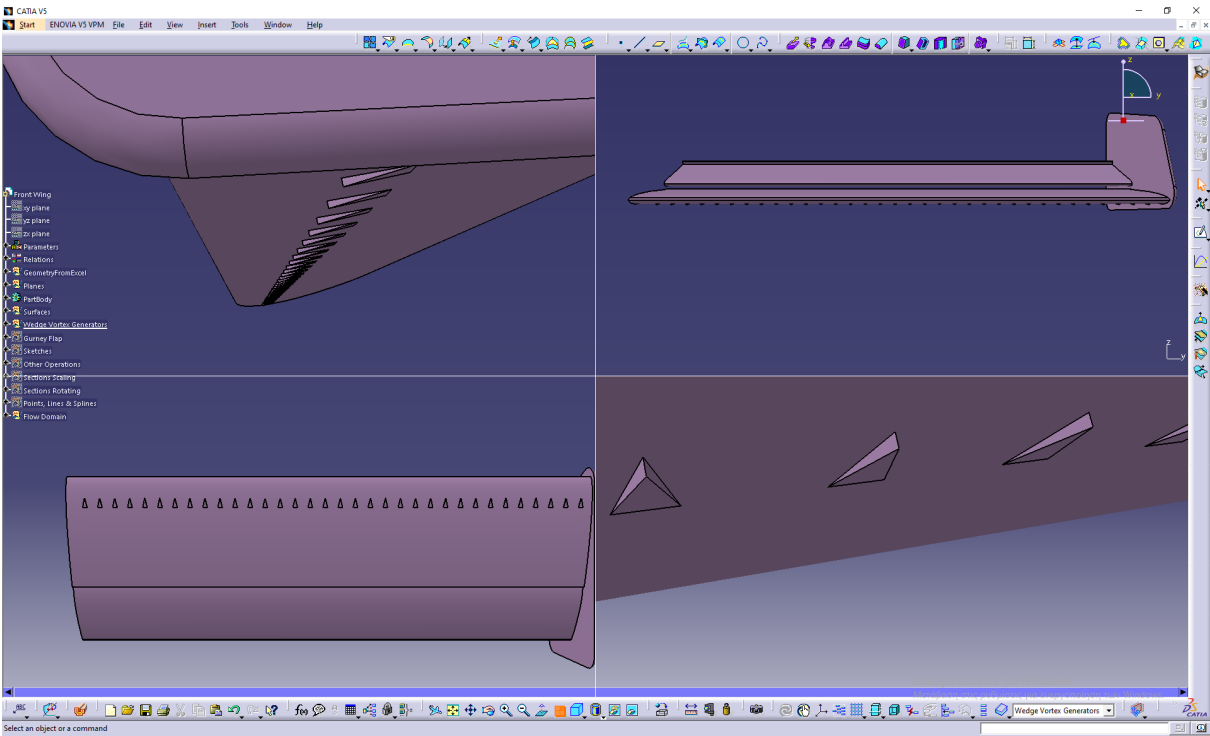 CATIA V5
Start ENOVIA V5 VPM File Edit View Insert Tools Window Help
z
x y
Front Wing
xy plane
yz plane
zx plane
Parameters
Relations
GeometryFromExcel
Planes
PartBody
Surfaces
Wedge Vortex Generators
Gurney Flap
Sketches
Other Operations
Sections Scaling
Sections Rotating
Points, Lines & Splines
Flow Domain
z
y
f(x)
Wedge Vortex Generators
CATIA
Select an object or a command